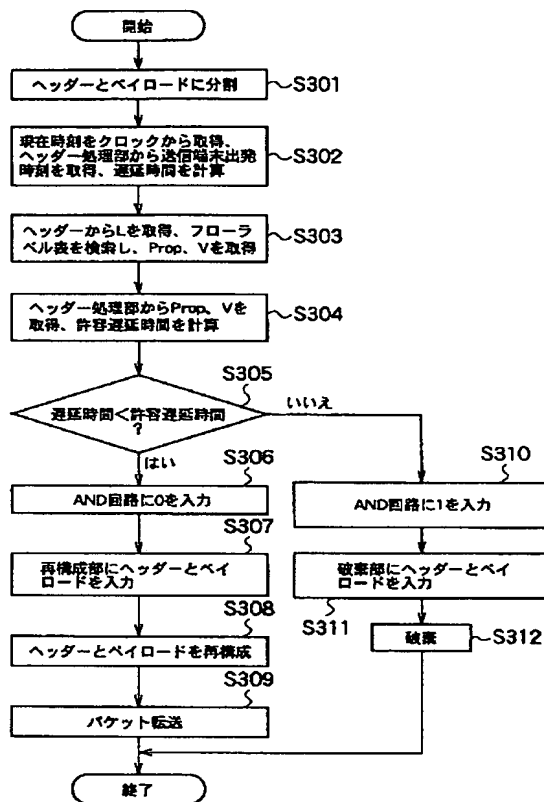 開始
ヘッダーとペイロードに分割
S301
現在時刻をクロックから取得、
ヘッダー処理部から送信端末出発
時刻を取得、遅延時間を計算
S302
ヘッダーからLを取得、フローラ
ベル表を検索し、Prop、Vを取得
S303
ヘッダー処理部からProp、Vを
取得、許容遅延時間を計算
S304
S305
遅延時間<許容遅延時間
?
いいえ
はい
S306
AND回路に0を入力
S307
再構成部にヘッダーとペイ
ロードを入力
S308
ヘッダーとペイロードを再構成
S309
パケット転送
S310
AND回路に1を入力
破棄部にヘッダーとペイ
ロードを入力
S311
破棄
S312
終了